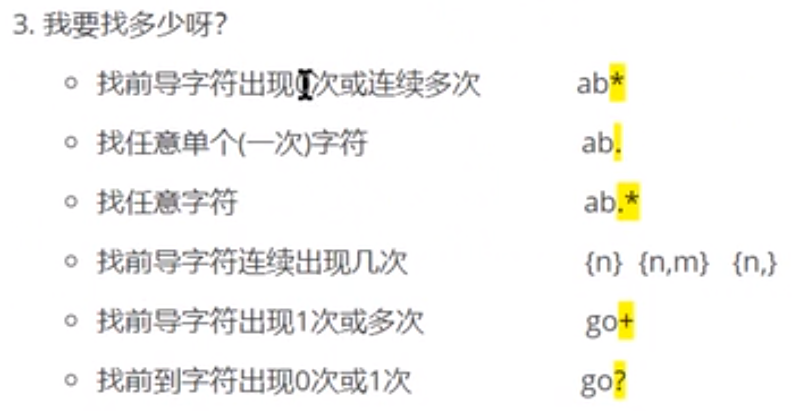 3. 我要找多少呀?
找前导字符出现0次或连续多次 ab*
找任意单个(一次)字符 ab.
找任意字符 ab.*
找前导字符连续出现几次 {n} {n,m} {n,}
找前导字符出现1次或多次 go+
找前到字符出现0次或1次 go?